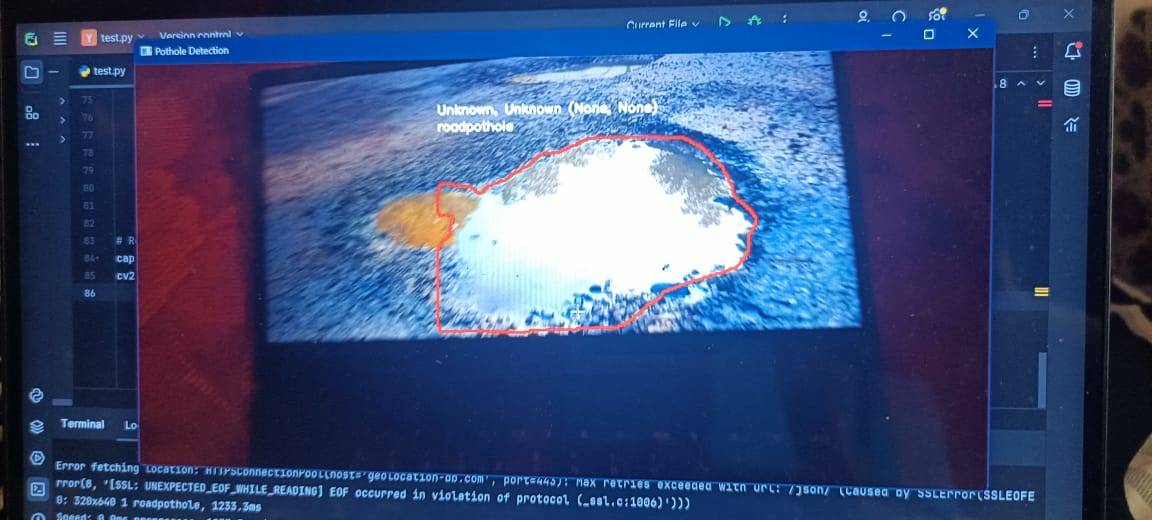 Current File
Y test.py Version control
Pothole Detection
test.py
8
75
76
77
78
79
80
81
82
83 # R
84 cap
85 cv2
86
Unknown, Unknown (None, None)
roadpothole
Terminal Lo
Error fetching location: HTTPSConnectionPool(host='geolocation-db.com', port=443): Max retries exceeded with url: /json/ (Caused by SSLError(SSLEOFE
rror(8, '[SSL: UNEXPECTED_EOF_WHILE_READING] EOF occurred in violation of protocol (_ssl.c:1006)')))
0: 320x640 1 roadpothole, 1233.3ms
Speed: